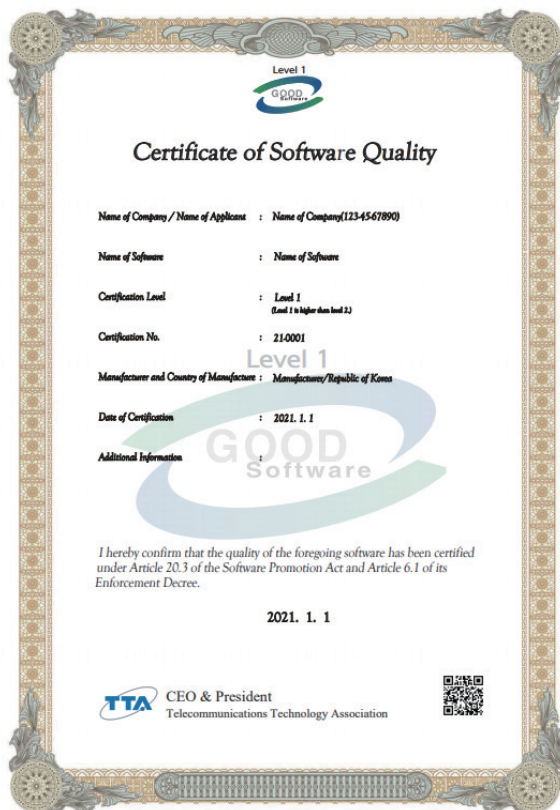 Level 1
GOOD
Software
Certificate of Software Quality
Name of Company / Name of Applicant : Name of Company(123-45-67890)
Name of Software : Name of Software
Certification Level : Level 1
(Level 1 is higher than level 2.)
Certification No. : 21-0001
Level 1
Manufacturer and Country of Manufacture : Manufacturer/Republic of Korea
Date of Certification : 2021. 1. 1
GOOD
Software
Additional Information :
I hereby confirm that the quality of the foregoing software has been certified
under Article 20.3 of the Software Promotion Act and Article 6.1 of its
Enforcement Decree.
2021. 1. 1
TTA
CEO & President
Telecommunications Technology Association